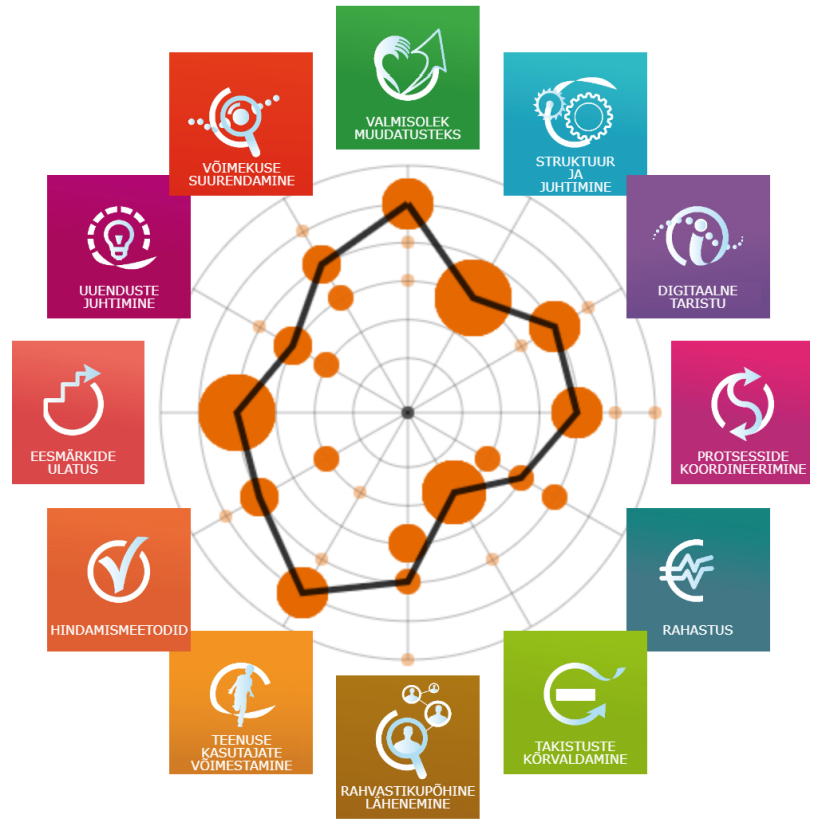 VALMISOLEK
MUUDATUSTEKS
STRUKTUUR
JA
JUHTIMINE
DIGITAALNE
TARISTU
PROTSESSIDE
KOORDINEERIMINE
RAHASTUS
TAKISTUSTE
KÕRVALDAMINE
RAHVASTIKUPÕHINE
LÄHENEMINE
TEENUSE
KASUTAJATE
VÕIMESTAMINE
HINDAMISMEETODID
EESMÄRKIDE
ULATUS
UUENDUSTE
JUHTIMINE
VÕIMEKUSE
SUURENDAMINE